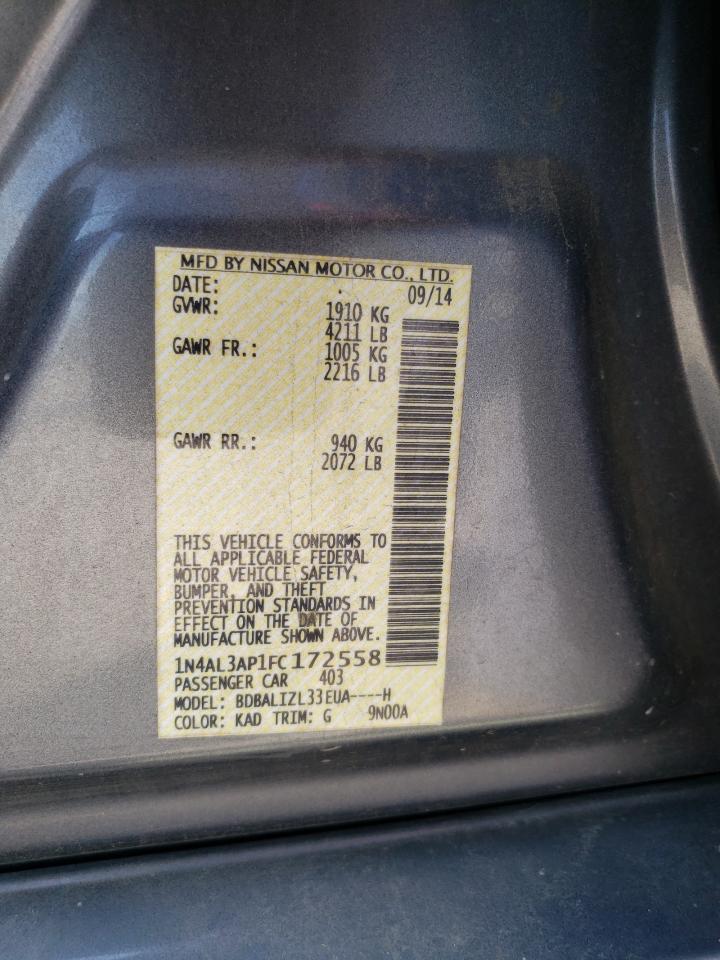 MFD BY NISSAN MOTOR CO., LTD.
DATE: 09/14
GVWR: 1910 KG
4211 LB
GAWR FR.: 1005 KG
2216 LB
GAWR RR.: 940 KG
2072 LB
THIS VEHICLE CONFORMS TO
ALL APPLICABLE FEDERAL
MOTOR VEHICLE SAFETY,
BUMPER, AND THEFT
PREVENTION STANDARDS IN
EFFECT ON THE DATE OF
MANUFACTURE SHOWN ABOVE.
1N4AL3AP1FC172558
PASSENGER CAR 403
MODEL: BDBALIZL33EUA----H
COLOR: KAD TRIM: G 9N00A